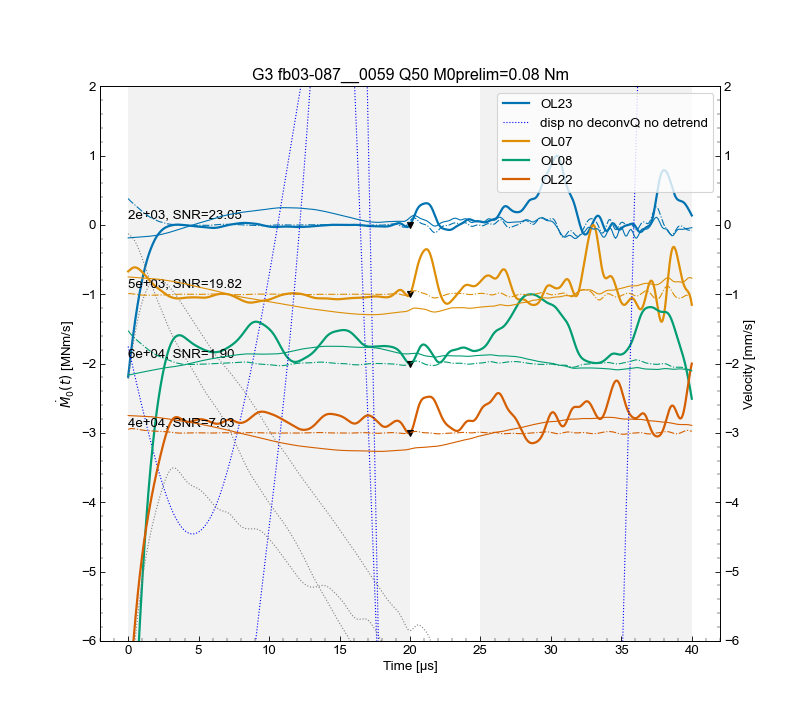 G3 fb03-087__0059 Q50 M0prelim=0.08 Nm
OL23
disp no deconvQ no detrend
OL07
OL08
OL22
2e+03, SNR=23.05
5e+03, SNR=19.82
6e+04, SNR=1.90
4e+04, SNR=7.03
2
1
0
−1
−2
−3
−4
−5
−6
2
1
0
−1
−2
−3
−4
−5
−6
0
5
10
15
20
25
30
35
40
Time [μs]
Ṁ₀(t) [MNm/s]
Velocity [mm/s]